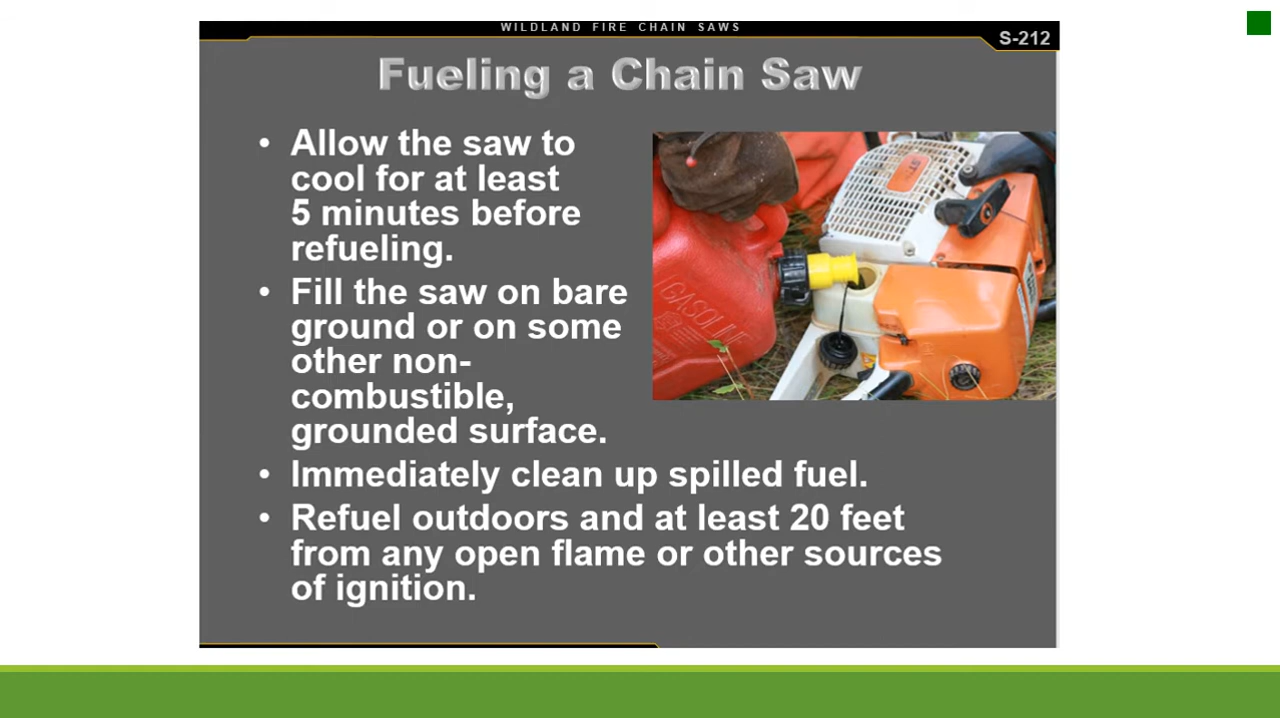 WILDLAND FIRE CHAIN SAWS
S-212
Fueling a Chain Saw
• Allow the saw to
cool for at least
5 minutes before
refueling.
• Fill the saw on bare
ground or on some
other non-
combustible,
grounded surface.
• Immediately clean up spilled fuel.
• Refuel outdoors and at least 20 feet
from any open flame or other sources
of ignition.
GASOLINE